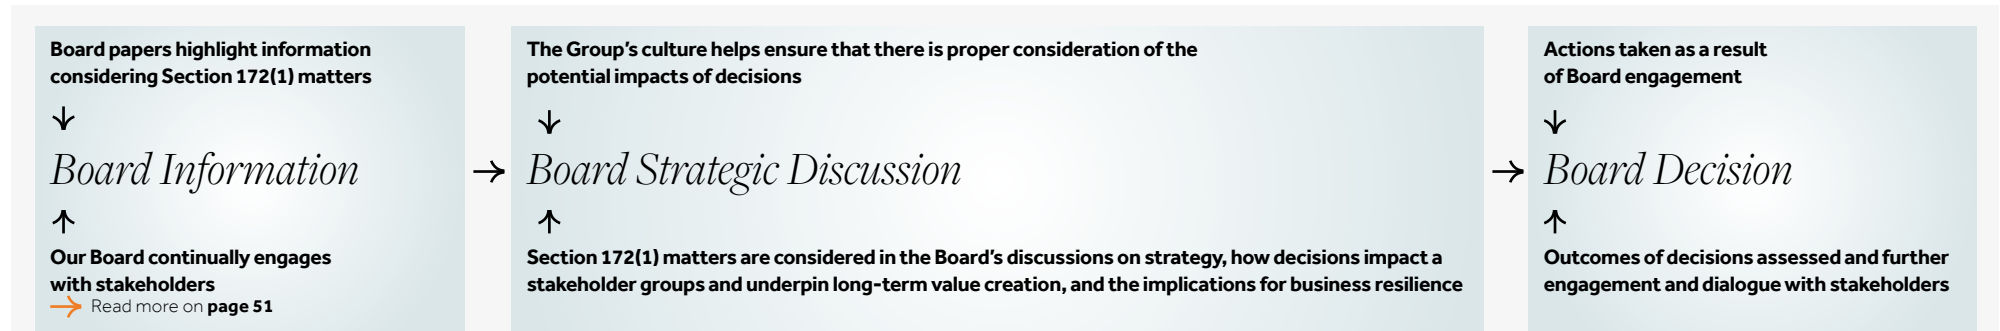 Board papers highlight information
considering Section 172(1) matters
Board Information
Our Board continually engages
with stakeholders
Read more on page 51
The Group's culture helps ensure that there is proper consideration of the
potential impacts of decisions
Board Strategic Discussion
Section 172(1) matters are considered in the Board's discussions on strategy, how decisions impact a
stakeholder groups and underpin long-term value creation, and the implications for business resilience
Actions taken as a result
of Board engagement
Board Decision
Outcomes of decisions assessed and further
engagement and dialogue with stakeholders